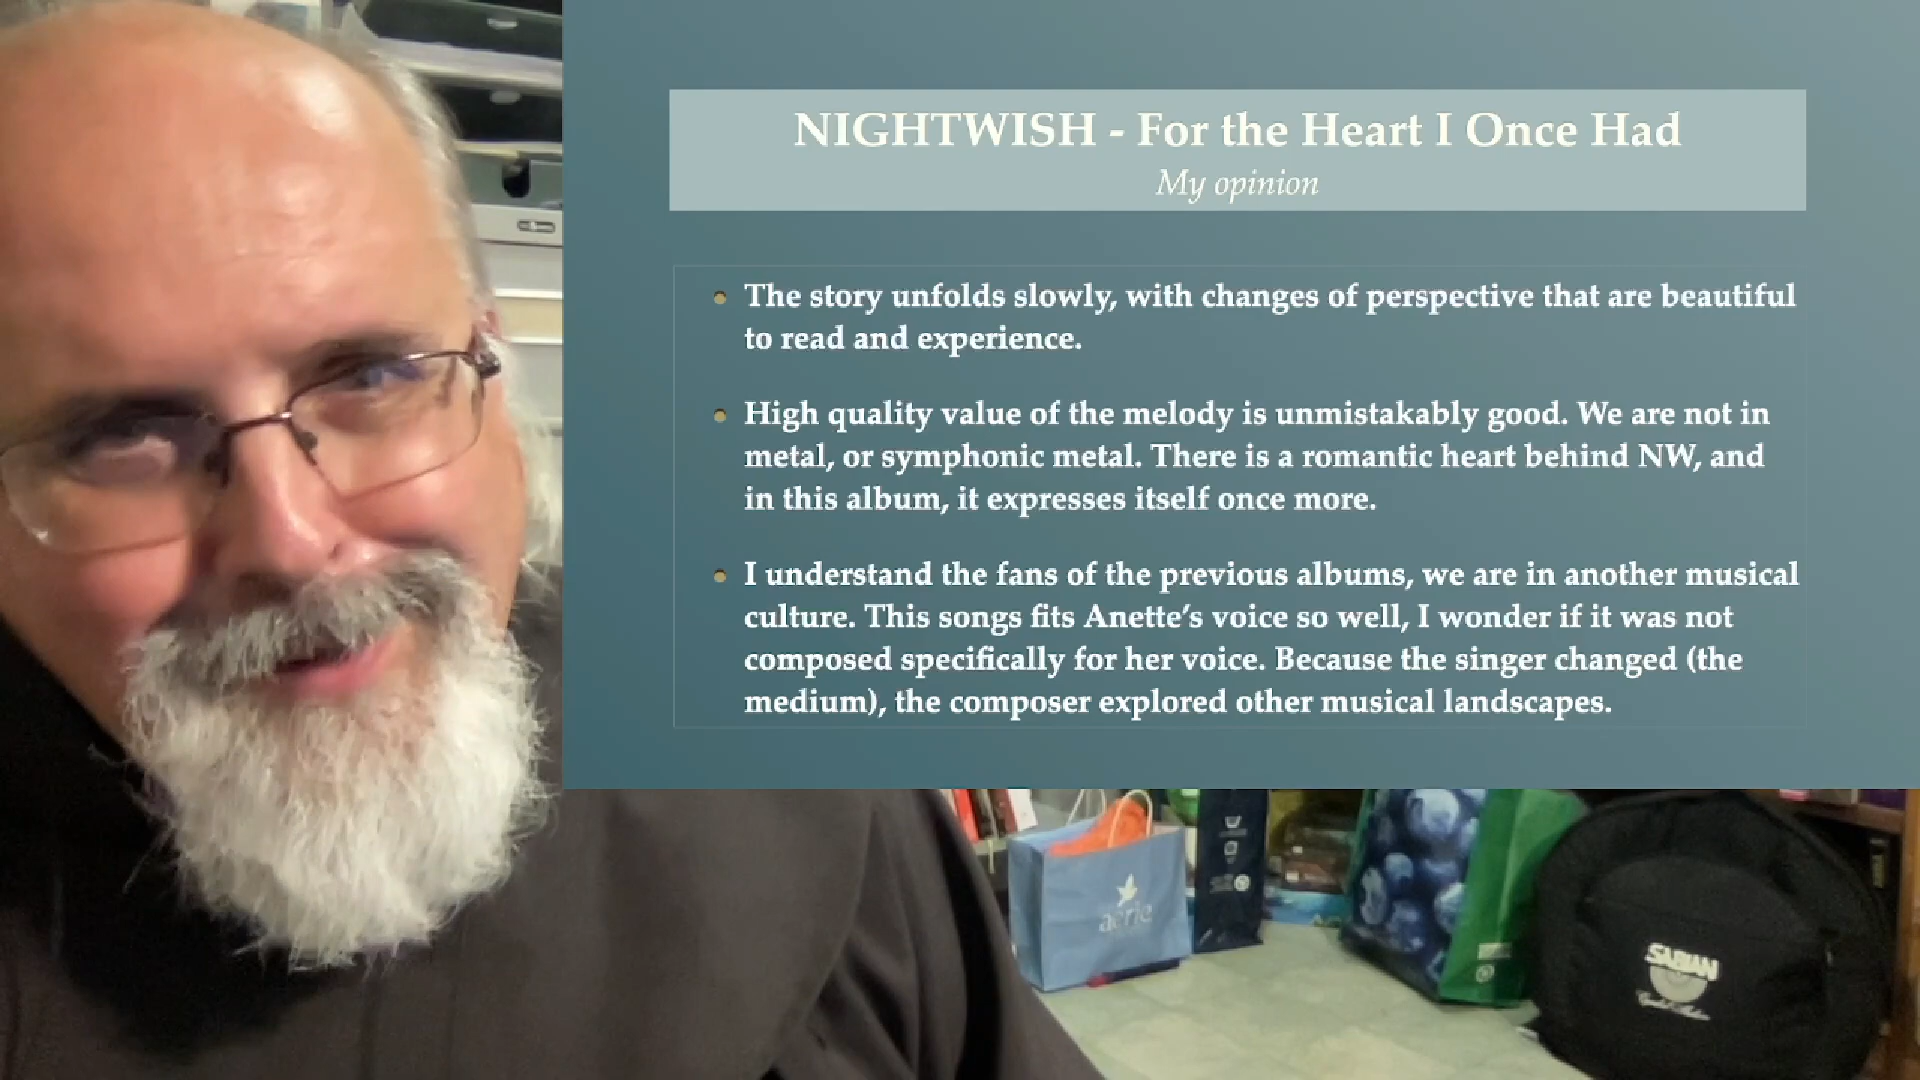 NIGHTWISH - For the Heart I Once Had
My opinion
The story unfolds slowly, with changes of perspective that are beautiful
to read and experience.
High quality value of the melody is unmistakably good. We are not in
metal, or symphonic metal. There is a romantic heart behind NW, and
in this album, it expresses itself once more.
I understand the fans of the previous albums, we are in another musical
culture. This songs fits Anette’s voice so well, I wonder if it was not
composed specifically for her voice. Because the singer changed (the
medium), the composer explored other musical landscapes.
aerie
SABIAN